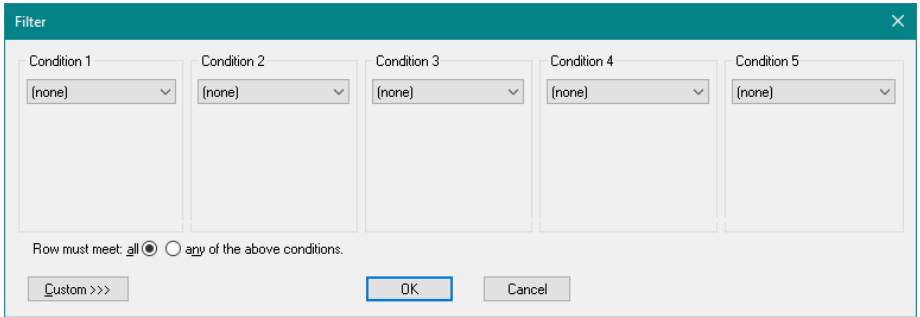 Filter
Condition 1 Condition 2 Condition 3 Condition 4 Condition 5
(none) (none) (none) (none) (none)
Row must meet: all any of the above conditions.
Custom >>> OK Cancel